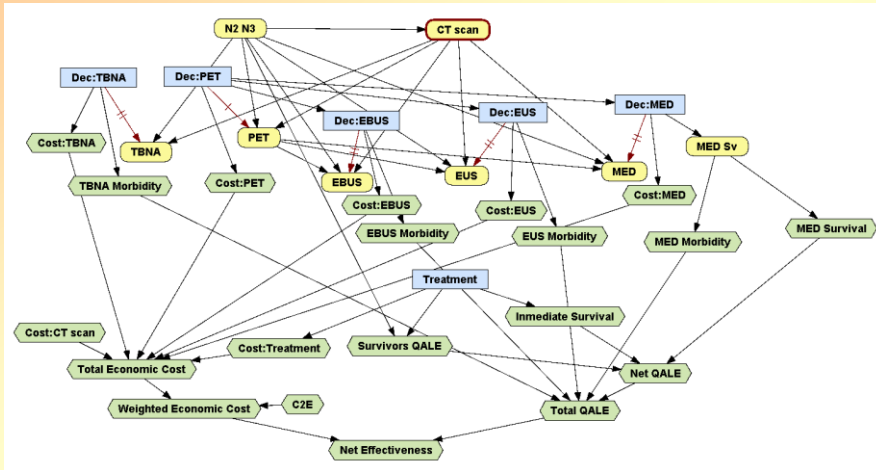 N2 N3
CT scan
Dec:TBNA
Dec:PET
Dec:EBUS
Dec:EUS
Dec:MED
Cost:TBNA
TBNA
PET
MED Sv
TBNA Morbidity
Cost:PET
EBUS
EUS
MED
Cost:EBUS
Cost:EUS
Cost:MED
EBUS Morbidity
EUS Morbidity
MED Morbidity
MED Survival
Treatment
Inmediate Survival
Cost:CT scan
Cost:Treatment
Survivors QALE
Total Economic Cost
Net QALE
Weighted Economic Cost
C2E
Total QALE
Net Effectiveness